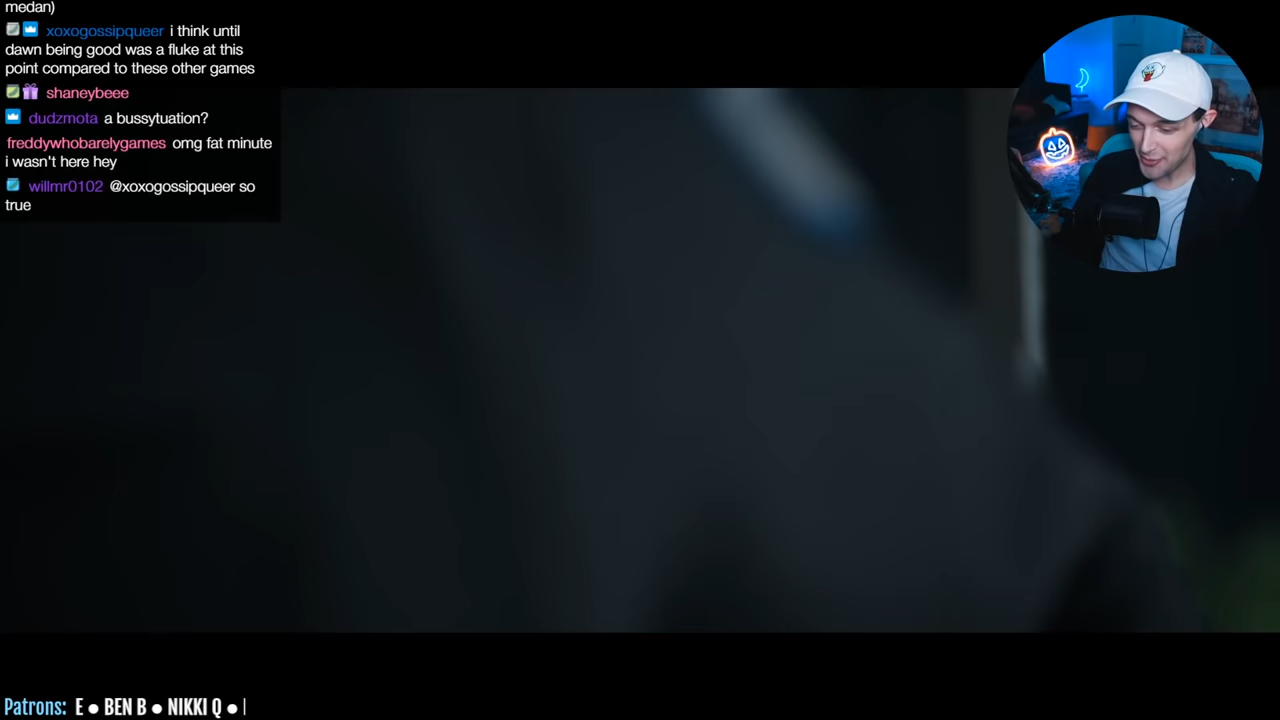 medan)
xoxogossipqueer i think until
dawn being good was a fluke at this
point compared to these other games
shaneybeee
dudzmota a bussytuation?
freddywhobarelygames omg fat minute
i wasn't here hey
willmr0102 @xoxogossipqueer so
true
Patrons: E ● BEN B ● NIKKI Q ●